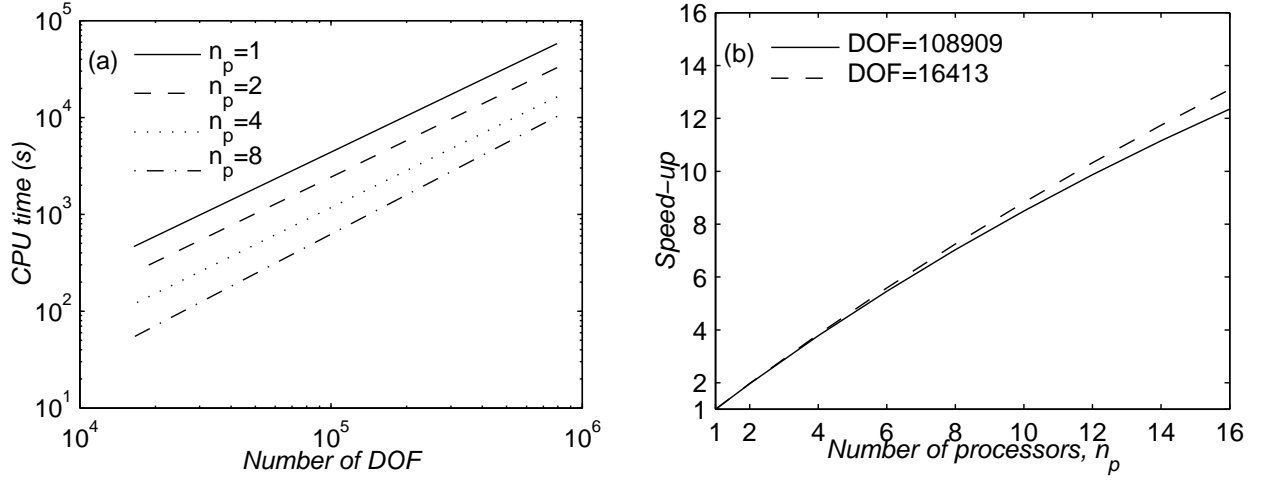 (a)
n_p=1
n_p=2
n_p=4
n_p=8
CPU time (s)
10^5
10^4
10^3
10^2
10^1
10^4 10^5 10^6
Number of DOF
(b)
DOF=108909
DOF=16413
Speed-up
16
14
12
10
8
6
4
2
1
1 2 4 6 8 10 12 14 16
Number of processors, n_p